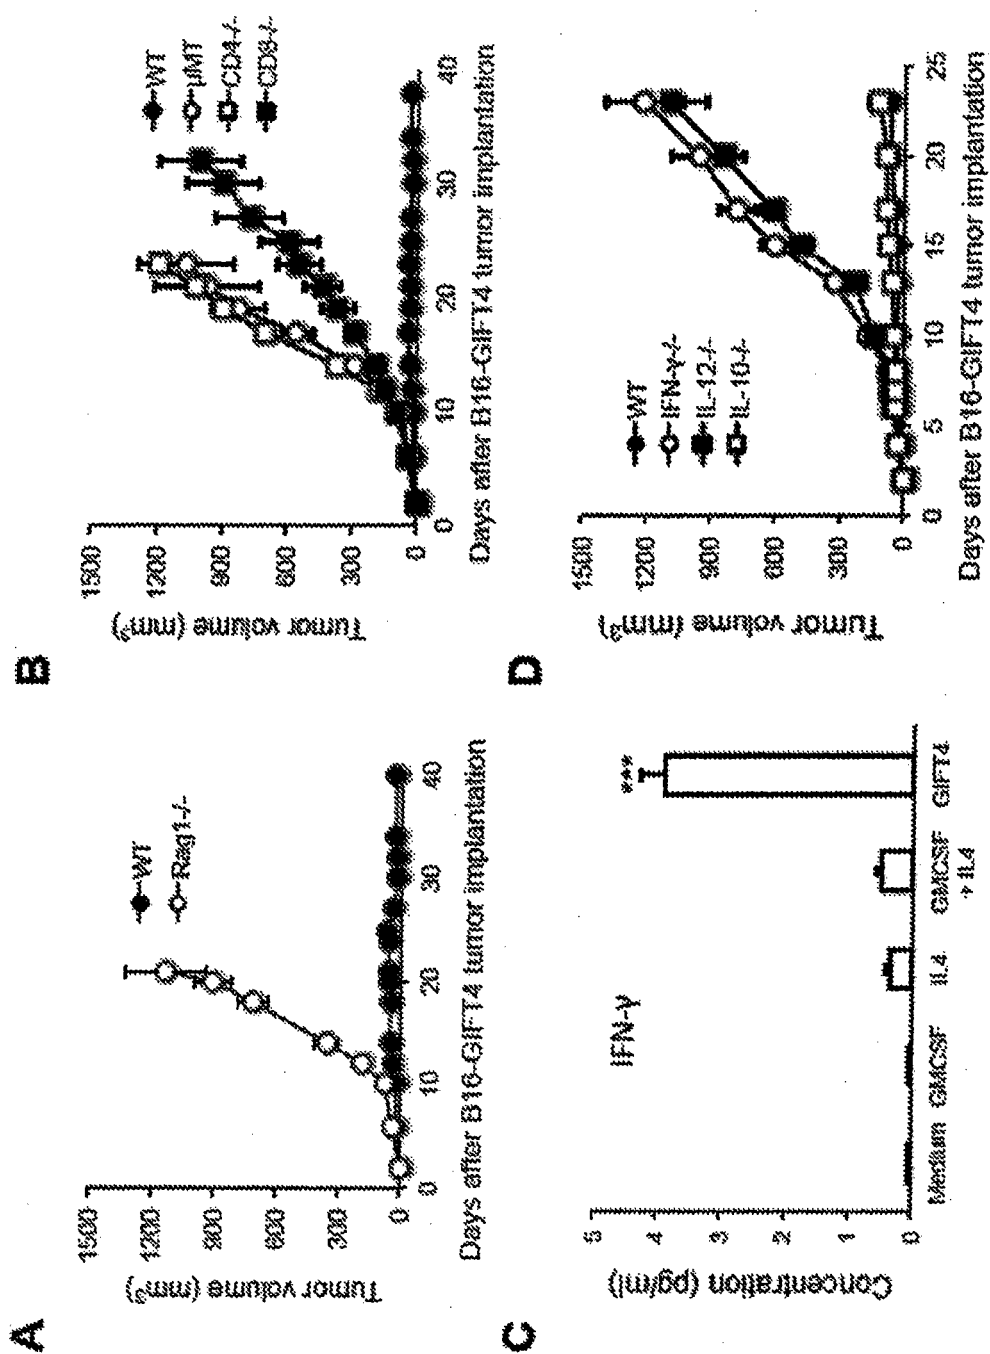 A
Tumor volume (mm³)
1500
1200
900
600
300
0
0
10
20
30
40
Days after B16-GIFT4 tumor implantation
WT
Rag1-/-
B
Tumor volume (mm³)
1500
1200
900
600
300
0
0
10
20
30
40
Days after B16-GIFT4 tumor implantation
WT
μMT
CD4-/-
CD8-/-
C
Concentration (pg/ml)
5
4
3
2
1
0
IFN-γ
***
Medium
GMCSF
IL4
GMCSF
+ IL4
GIFT4
D
Tumor volume (mm³)
1500
1200
900
600
300
0
0
5
10
15
20
25
Days after B16-GIFT4 tumor implantation
WT
IFN-γ-/-
IL-12-/-
IL-10-/-